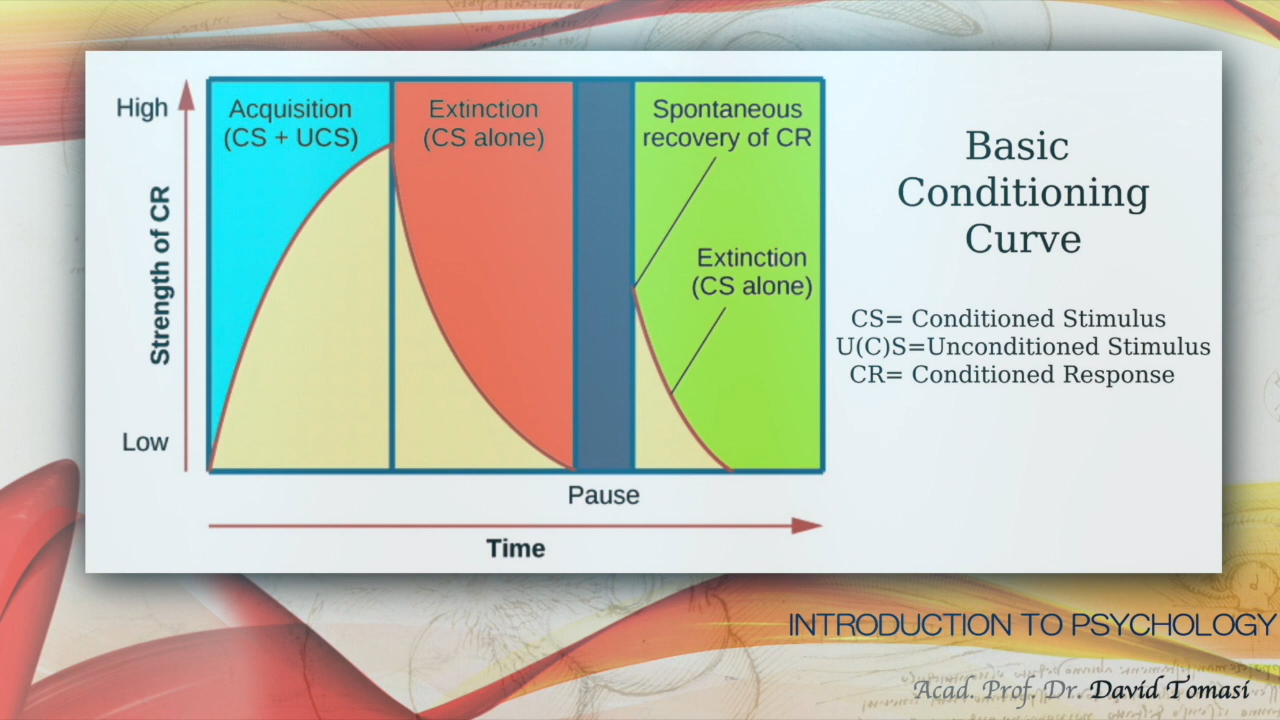 High
Low
Strength of CR
Acquisition
(CS + UCS)
Extinction
(CS alone)
Spontaneous
recovery of CR
Extinction
(CS alone)
Pause
Time
Basic
Conditioning
Curve
CS= Conditioned Stimulus
U(C)S=Unconditioned Stimulus
CR= Conditioned Response
INTRODUCTION TO PSYCHOLOGY
Acad. Prof. Dr. David Tomasi